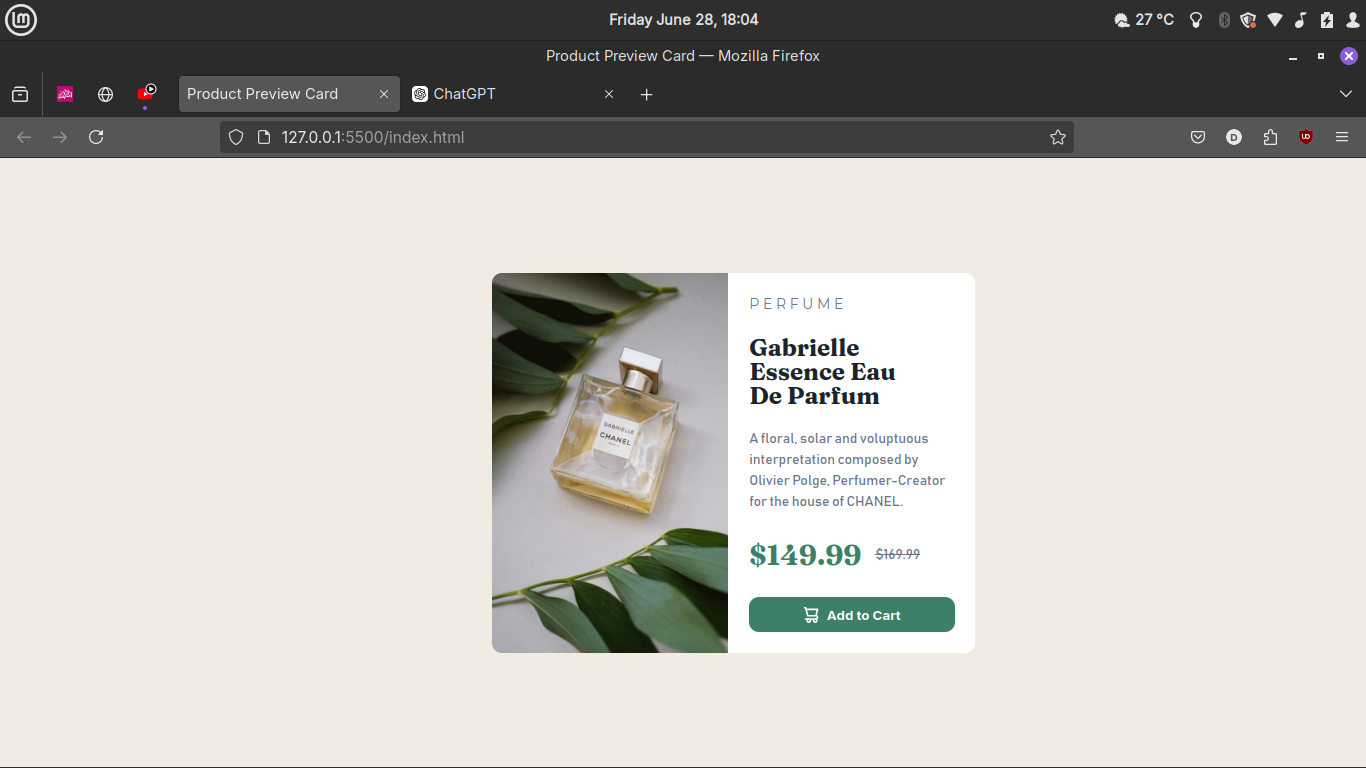 Friday June 28, 18:04
27 °C
Product Preview Card — Mozilla Firefox
Product Preview Card
ChatGPT
127.0.0.1:5500/index.html
D
PERFUME
Gabrielle
Essence Eau
De Parfum
GABRIELLE
CHANEL
PARIS
A floral, solar and voluptuous
interpretation composed by
Olivier Polge, Perfumer-Creator
for the house of CHANEL.
$149.99 $169.99
Add to Cart